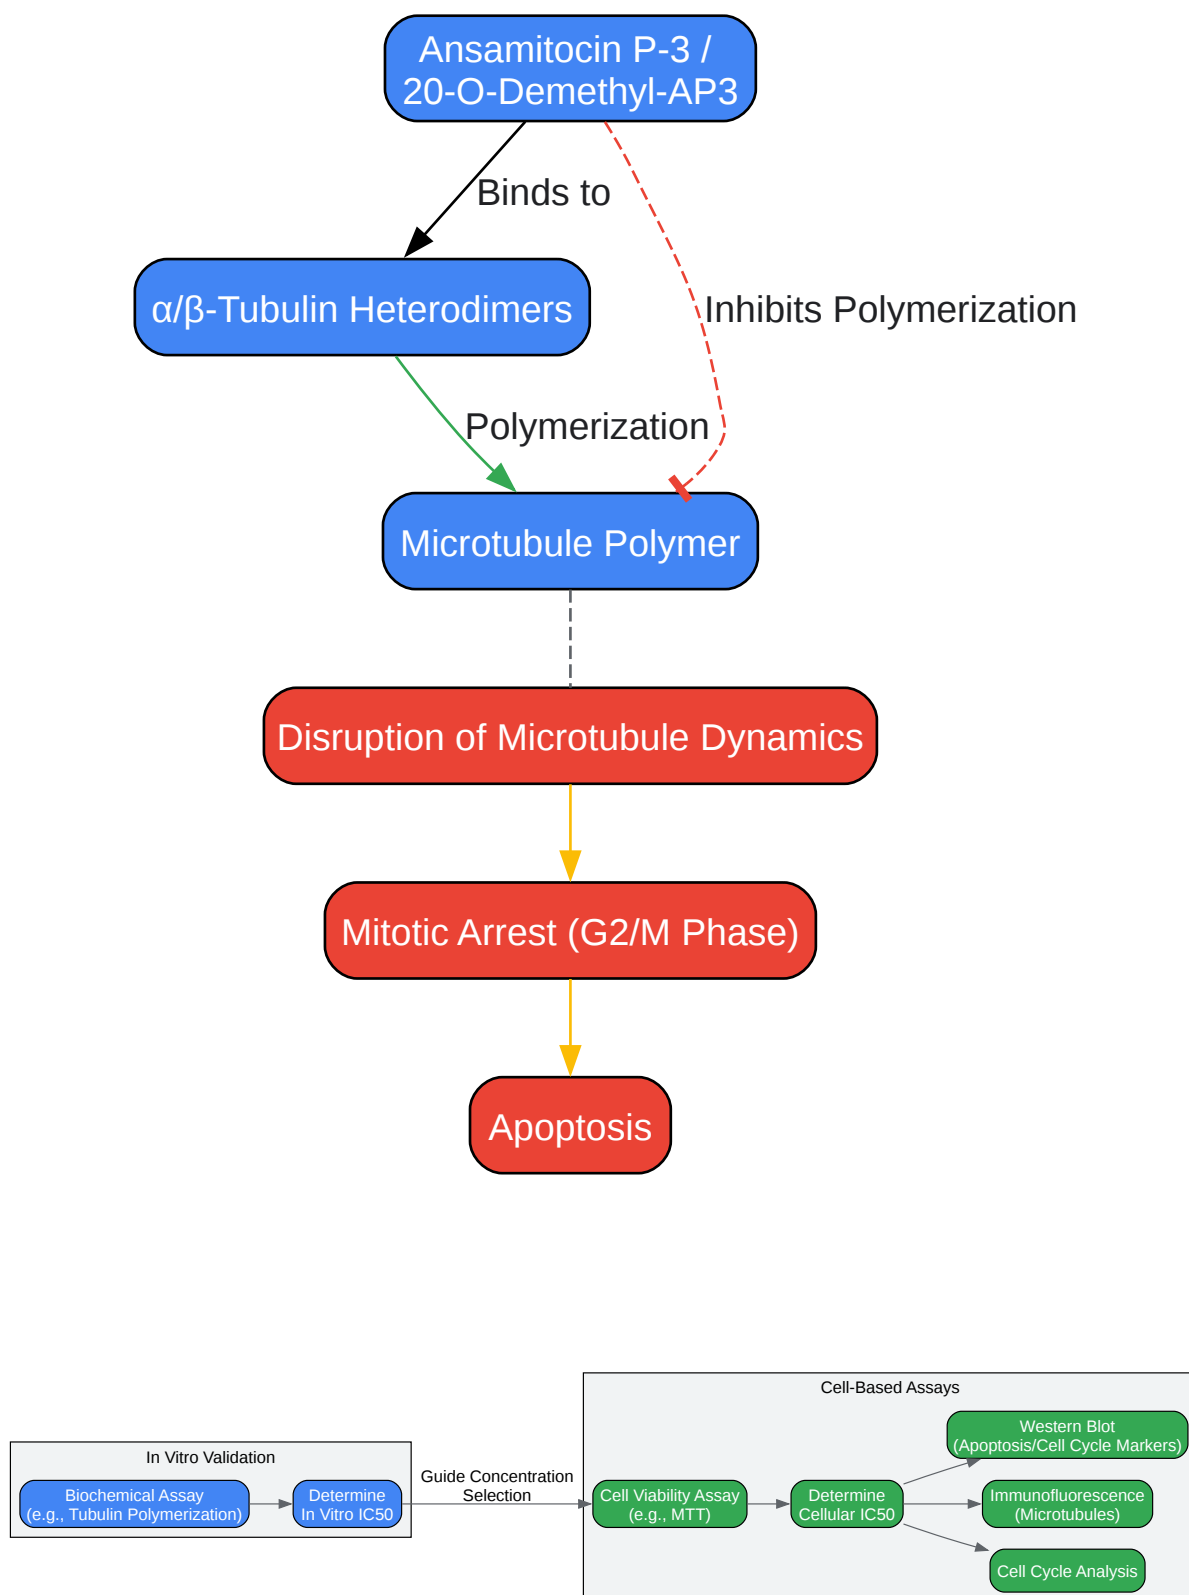 Ansamitocin P-3 /
20-O-Demethyl-AP3
Binds to
α/β-Tubulin Heterodimers
Inhibits Polymerization
Polymerization
Microtubule Polymer
Disruption of Microtubule Dynamics
Mitotic Arrest (G2/M Phase)
Apoptosis
In Vitro Validation
Biochemical Assay
(e.g., Tubulin Polymerization)
Determine
In Vitro IC50
Guide Concentration
Selection
Cell-Based Assays
Cell Viability Assay
(e.g., MTT)
Determine
Cellular IC50
Western Blot
(Apoptosis/Cell Cycle Markers)
Immunofluorescence
(Microtubules)
Cell Cycle Analysis